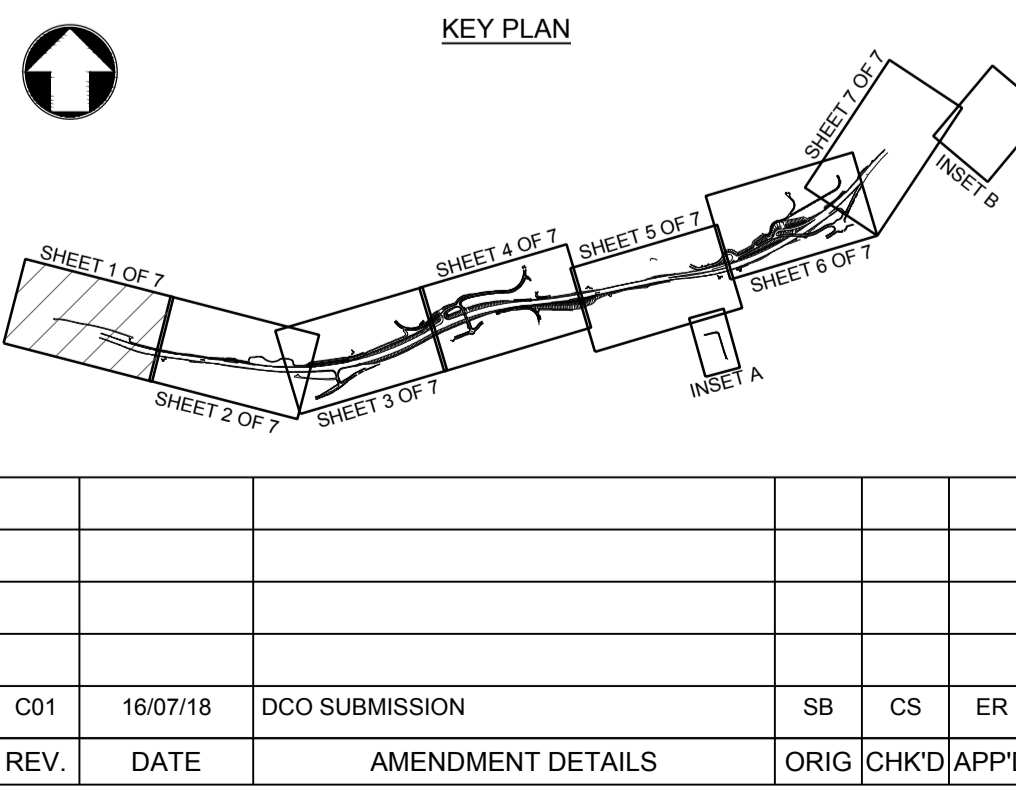 KEY PLAN
SHEET 1 OF 7
SHEET 2 OF 7
SHEET 3 OF 7
SHEET 4 OF 7
SHEET 5 OF 7
SHEET 6 OF 7
SHEET 7 OF 7
INSET A
INSET B
C01 16/07/18 DCO SUBMISSION SB CS ER
REV. DATE AMENDMENT DETAILS ORIG CHK'D APP'D